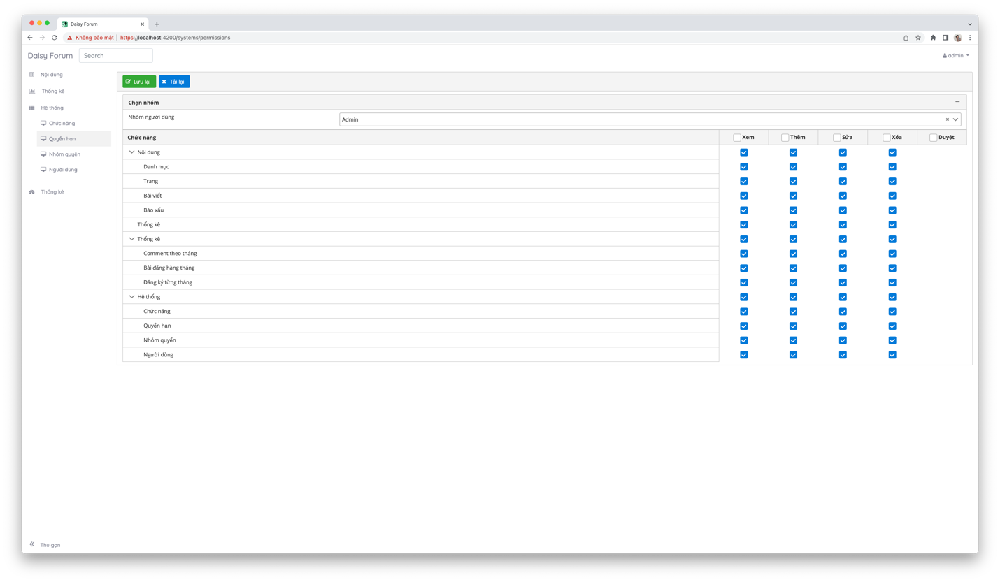 Daisy Forum
Không bảo mật | https://localhost:4200/systems/permissions
Daisy Forum
Search
admin
Nội dung
Thống kê
Hệ thống
Chức năng
Quyền hạn
Nhóm quyền
Người dùng
Thống kê
Thu gọn
Lưu lại
Tải lại
Chọn nhóm
Nhóm người dùng
Admin
Chức năng Xem Thêm Sửa Xóa Duyệt
Nội dung
Danh mục
Trang
Bài viết
Báo xấu
Thống kê
Thống kê
Comment theo tháng
Bài đăng hàng tháng
Đăng ký từng tháng
Hệ thống
Chức năng
Quyền hạn
Nhóm quyền
Người dùng